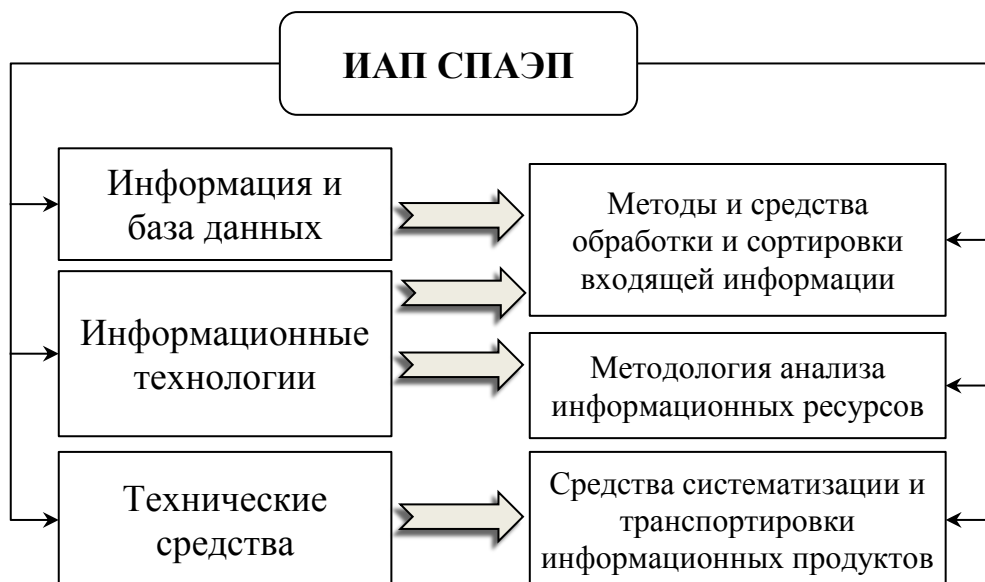 ИАП СПАЭП
Информация и
база данных
Информационные
технологии
Технические
средства
Методы и средства
обработки и сортировки
входящей информации
Методология анализа
информационных ресурсов
Средства систематизации и
транспортировки
информационных продуктов